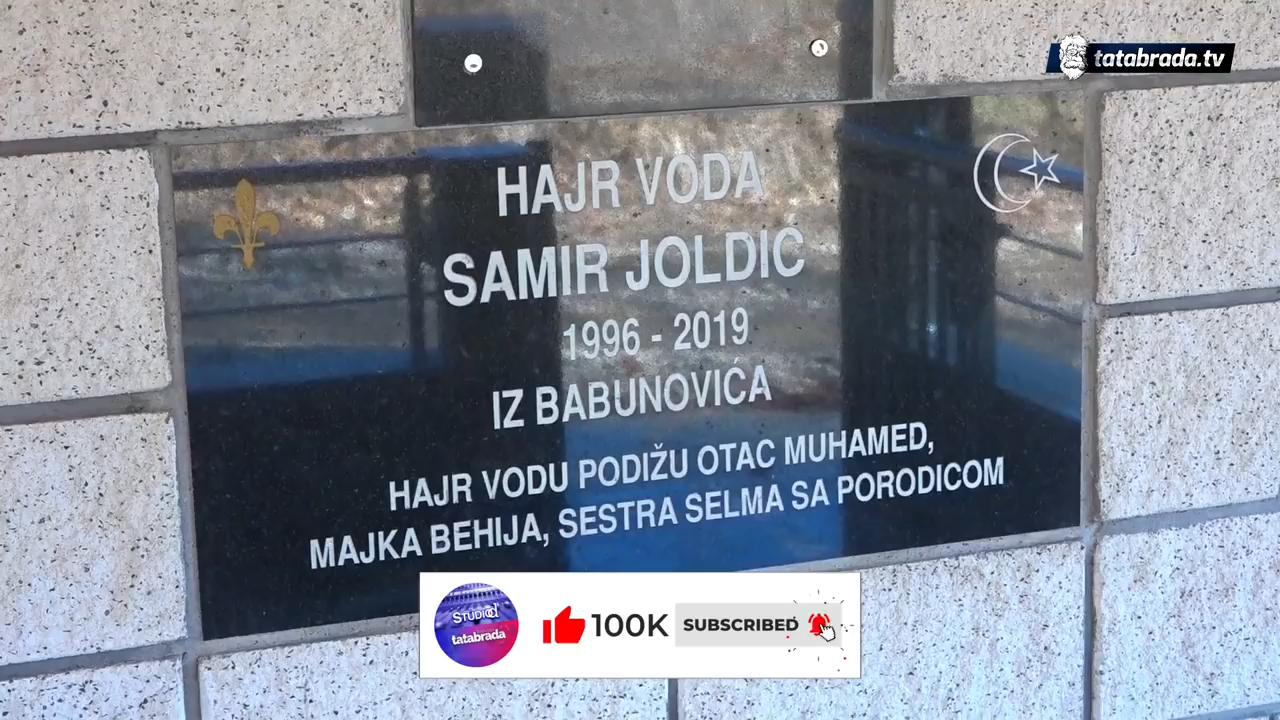 tatabrada.tv
HAJR VODA
SAMIR JOLDIĆ
1996 - 2019
IZ BABUNOVIĆA
HAJR VODU PODIŽU OTAC MUHAMED,
MAJKA BEHIJA, SESTRA SELMA SA PORODICOM
STUDIO d
tatabrada
100K
SUBSCRIBED